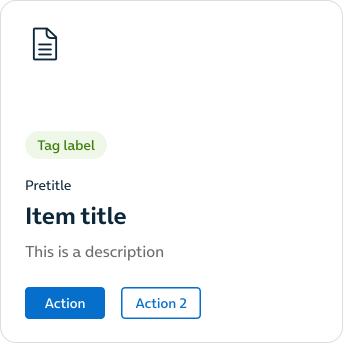 Tag label
Pretitle
Item title
This is a description
Action
Action 2